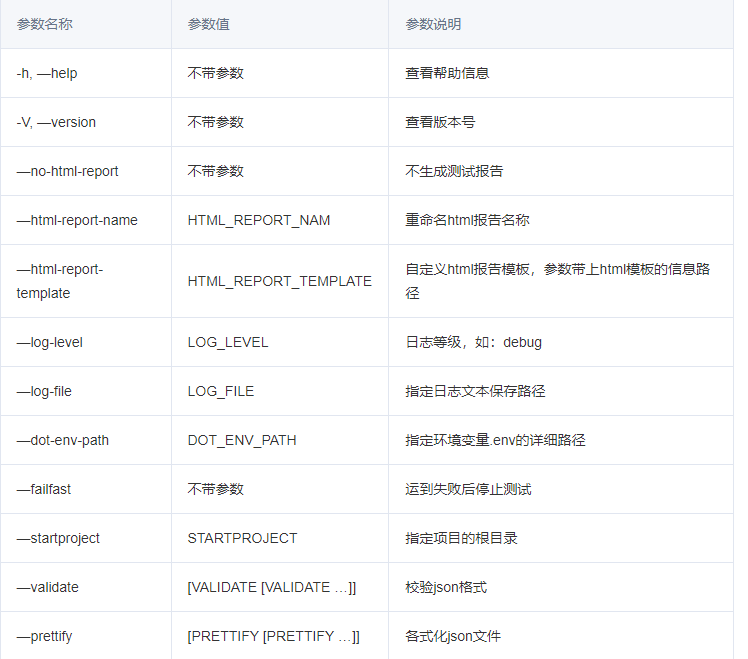 参数名称 参数值 参数说明
-h, —help 不带参数 查看帮助信息
-V, —version 不带参数 查看版本号
—no-html-report 不带参数 不生成测试报告
—html-report-name HTML_REPORT_NAM 重命名html报告名称
—html-report-
template HTML_REPORT_TEMPLATE 自定义html报告模板，参数带上html模板的信息路
径
—log-level LOG_LEVEL 日志等级，如：debug
—log-file LOG_FILE 指定日志文本保存路径
—dot-env-path DOT_ENV_PATH 指定环境变量.env的详细路径
—failfast 不带参数 运到失败后停止测试
—startproject STARTPROJECT 指定项目的根目录
—validate [VALIDATE [VALIDATE …]] 校验json格式
—prettify [PRETTIFY [PRETTIFY …]] 各式化json文件